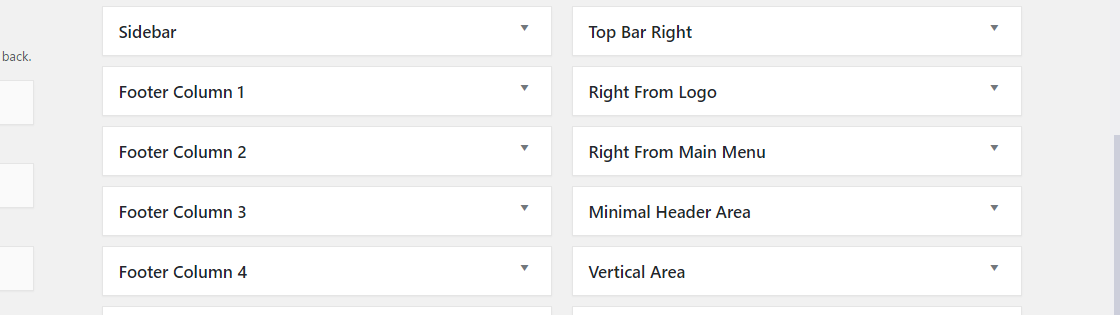 back.
Sidebar
Footer Column 1
Footer Column 2
Footer Column 3
Footer Column 4
Top Bar Right
Right From Logo
Right From Main Menu
Minimal Header Area
Vertical Area